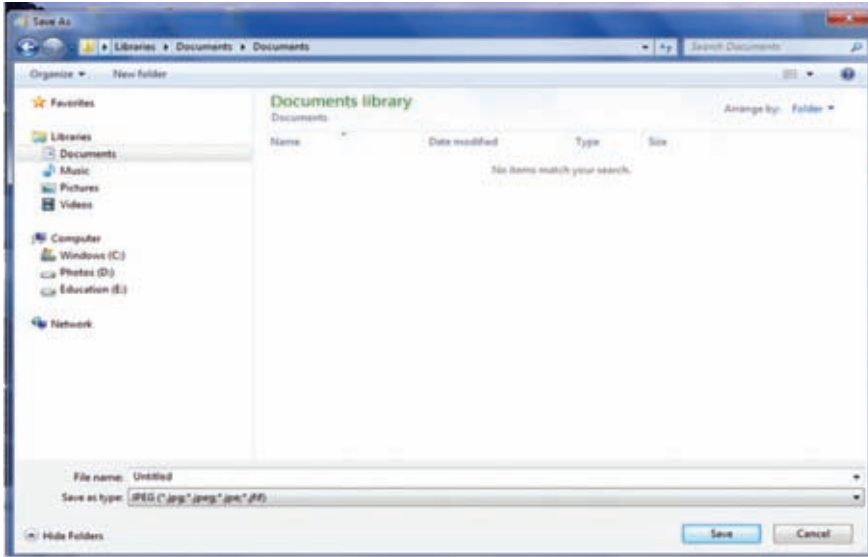 Save As
Libraries ▸ Documents ▸ Documents
Search Documents
Organize
New folder
Favorites
Libraries
Documents
Music
Pictures
Videos
Computer
Windows (C:)
Photos (D:)
Education (E:)
Network
Documents library
Documents
Arrange by: Folder
Name Date modified Type Size
No items match your search.
File name: Untitled
Save as type: JPEG (*.jpg;*.jpeg;*.jpe;*.jfif)
Hide Folders
Save Cancel